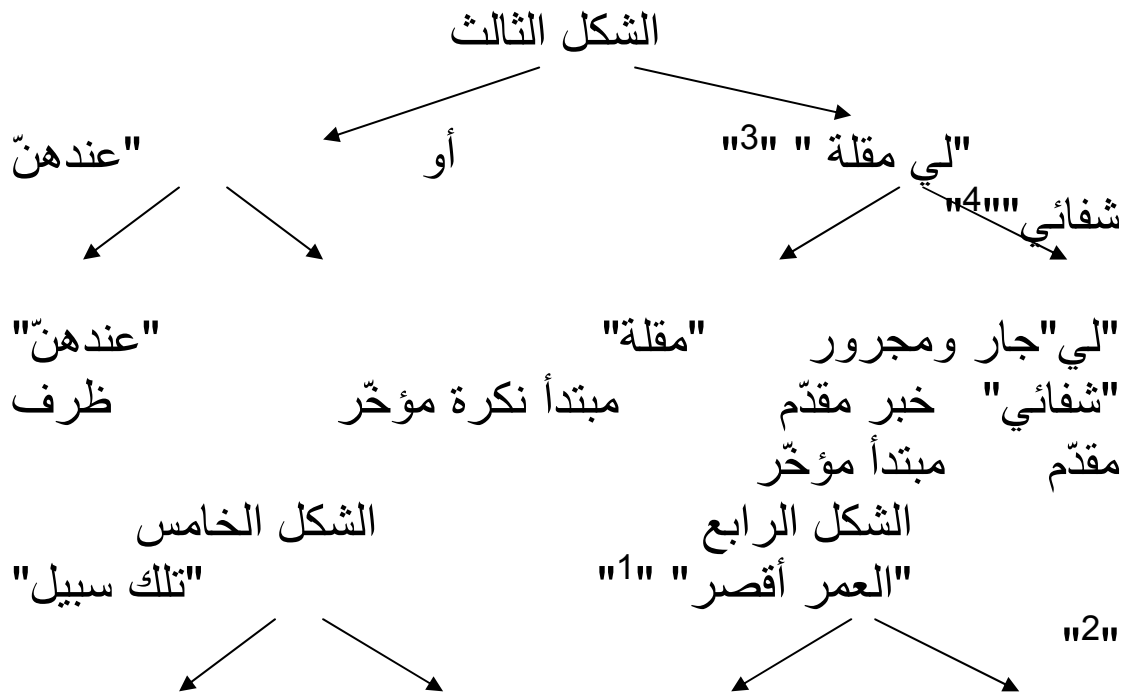 الشكل الثالث
"لي مقلة " "3" أو "عندهنّ
شفائي""4"
"لي"جار ومجرور "مقلة" "عندهنّ"
"شفائي" خبر مقدّم مبتدأ نكرة مؤخّر ظرف
مقدّم مبتدأ مؤخّر
الشكل الرابع الشكل الخامس
"العمر أقصر" "1" "تلك سبيل"
"2"